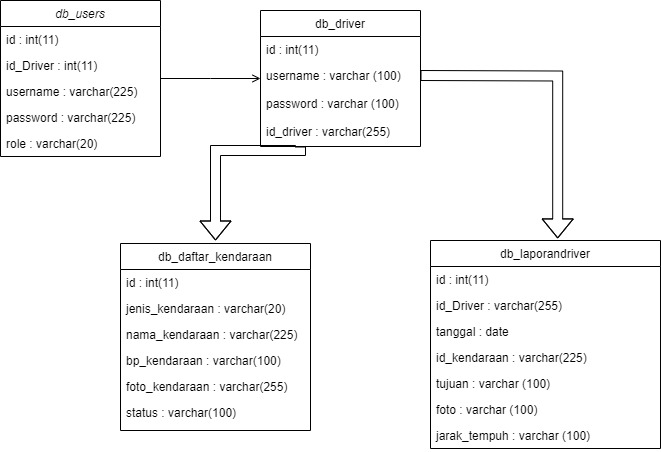 db_users
id : int(11)
id_Driver : int(11)
username : varchar(225)
password : varchar(225)
role : varchar(20)
db_driver
id : int(11)
username : varchar (100)
password : varchar (100)
id_driver : varchar(255)
db_daftar_kendaraan
id : int(11)
jenis_kendaraan : varchar(20)
nama_kendaraan : varchar(225)
bp_kendaraan : varchar(100)
foto_kendaraan : varchar(255)
status : varchar(100)
db_laporandriver
id : int(11)
id_Driver : varchar(255)
tanggal : date
id_kendaraan : varchar(225)
tujuan : varchar (100)
foto : varchar (100)
jarak_tempuh : varchar (100)